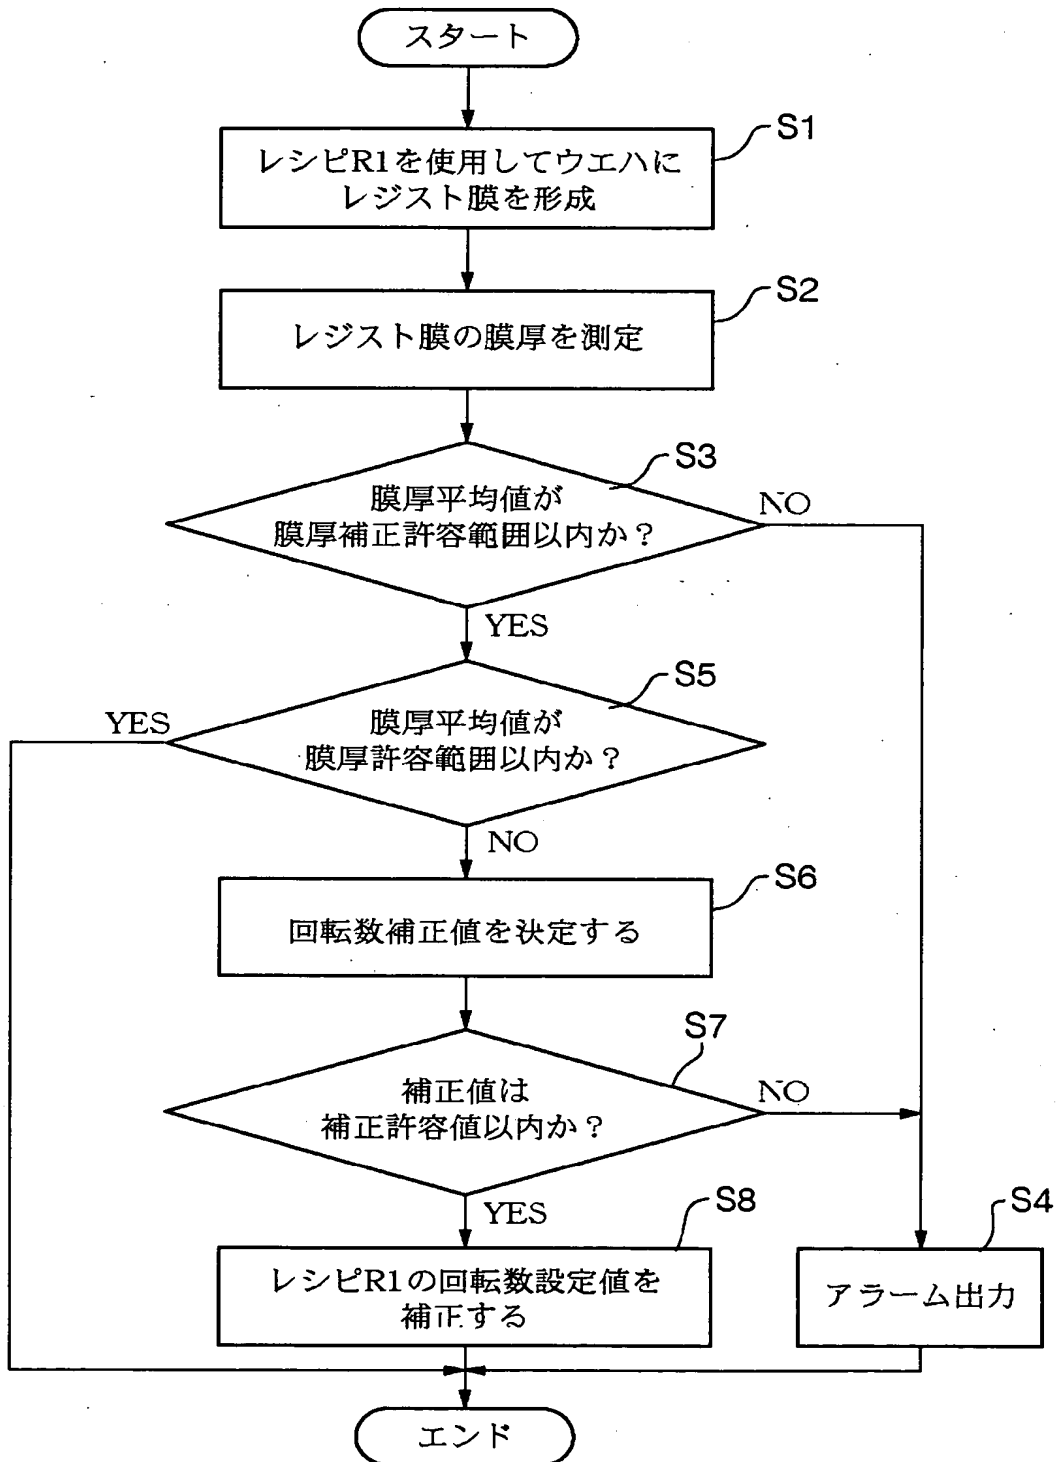 スタート
S1
レシピR1を使用してウエハに
レジスト膜を形成
S2
レジスト膜の膜厚を測定
S3
膜厚平均値が
膜厚補正許容範囲以内か？
NO
YES
S5
膜厚平均値が
膜厚許容範囲以内か？
YES
NO
S6
回転数補正値を決定する
S7
補正値は
補正許容値以内か？
NO
YES
S8
レシピR1の回転数設定値を
補正する
S4
アラーム出力
エンド